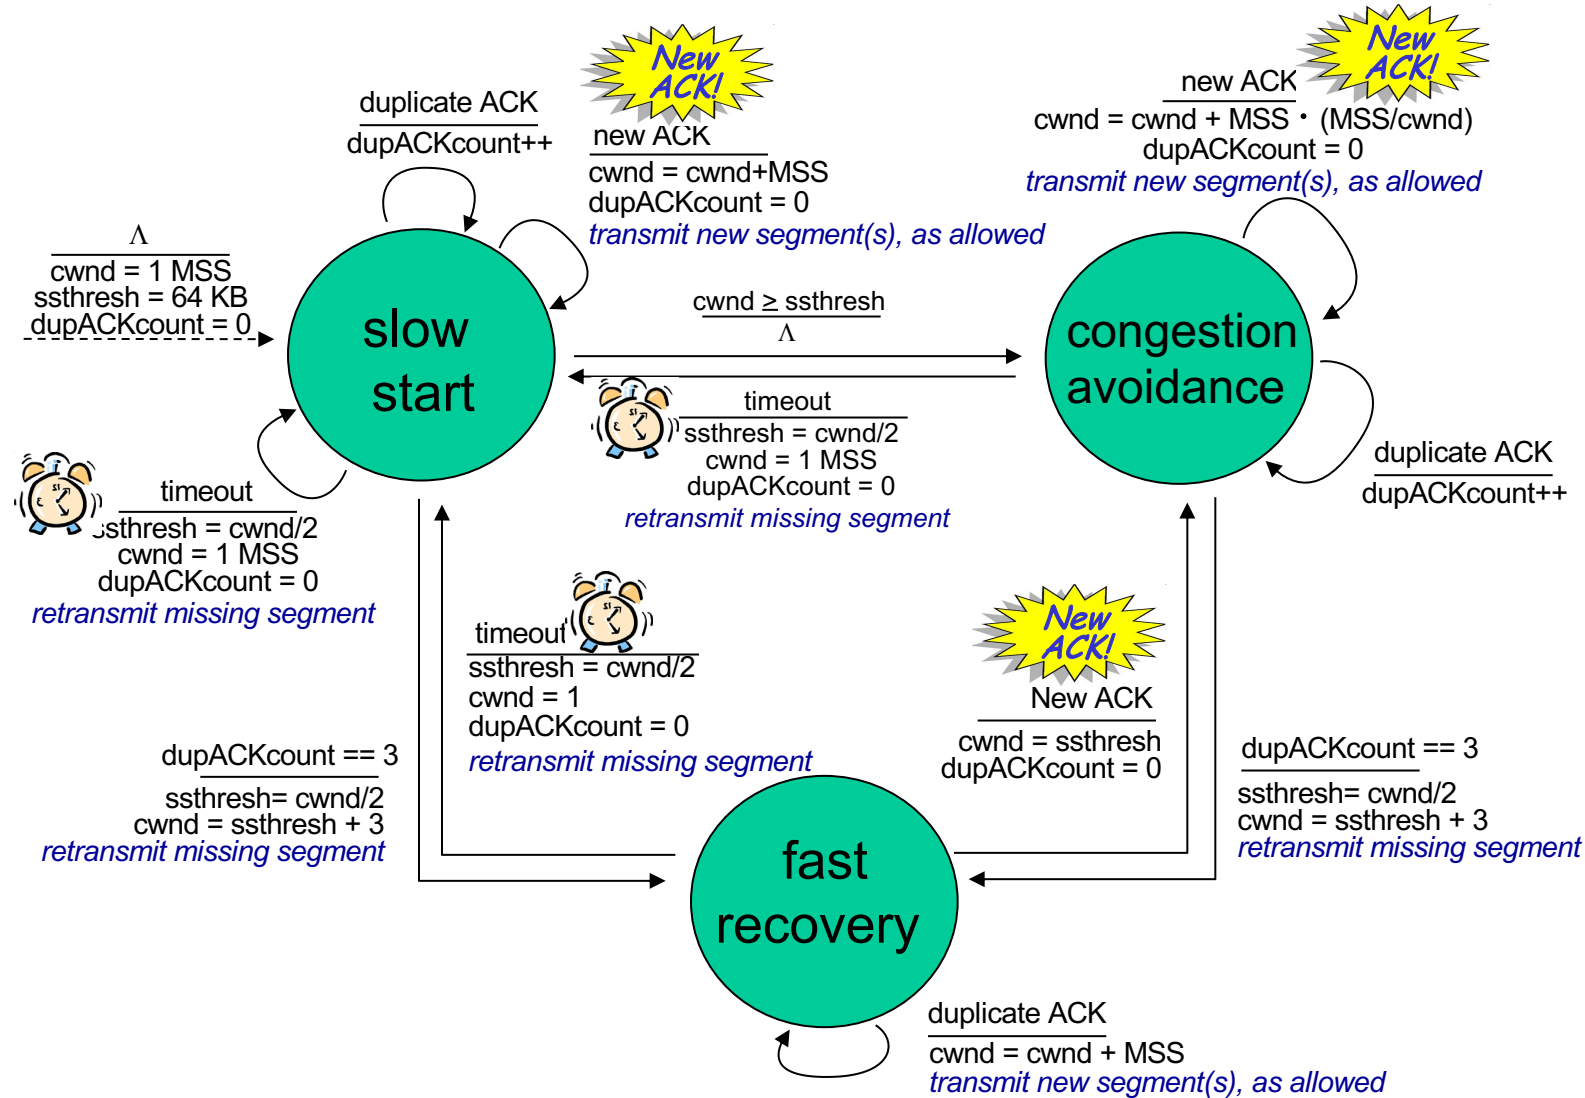 New
ACK!
duplicate ACK
dupACKcount++
new ACK
cwnd = cwnd+MSS
dupACKcount = 0
transmit new segment(s), as allowed
New
ACK!
new ACK
cwnd = cwnd + MSS • (MSS/cwnd)
dupACKcount = 0
transmit new segment(s), as allowed
Λ
cwnd = 1 MSS
ssthresh = 64 KB
dupACKcount = 0
slow
start
cwnd ≥ ssthresh
Λ
congestion
avoidance
timeout
ssthresh = cwnd/2
cwnd = 1 MSS
dupACKcount = 0
retransmit missing segment
duplicate ACK
dupACKcount++
timeout
ssthresh = cwnd/2
cwnd = 1 MSS
dupACKcount = 0
retransmit missing segment
timeout
ssthresh = cwnd/2
cwnd = 1
dupACKcount = 0
retransmit missing segment
New
ACK!
New ACK
cwnd = ssthresh
dupACKcount = 0
dupACKcount == 3
ssthresh= cwnd/2
cwnd = ssthresh + 3
retransmit missing segment
dupACKcount == 3
ssthresh= cwnd/2
cwnd = ssthresh + 3
retransmit missing segment
fast
recovery
duplicate ACK
cwnd = cwnd + MSS
transmit new segment(s), as allowed